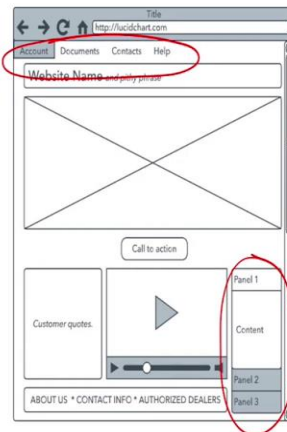 Title
http://lucidchart.com
Account Documents Contacts Help
Website Name and pithy phrase
Call to action
Customer quotes.
Panel 1
Content
Panel 2
Panel 3
ABOUT US * CONTACT INFO * AUTHORIZED DEALERS